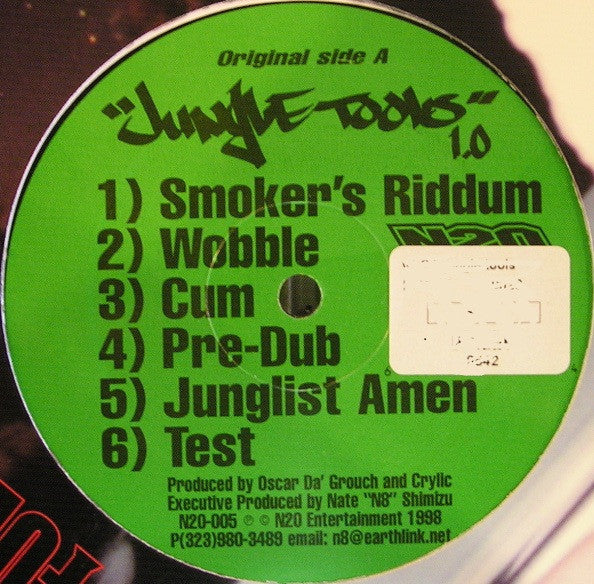 Original side A
"Jungle Tools"
1.0
1) Smoker's Riddum
2) Wobble
N2O
3) Cum
4) Pre-Dub
5) Junglist Amen
6) Test
Produced by Oscar Da' Grouch and Crylic
Executive Produced by Nate "N8" Shimizu
N20-005 ℗ © N20 Entertainment 1998
P(323)980-3489 email: n8@earthlink.net